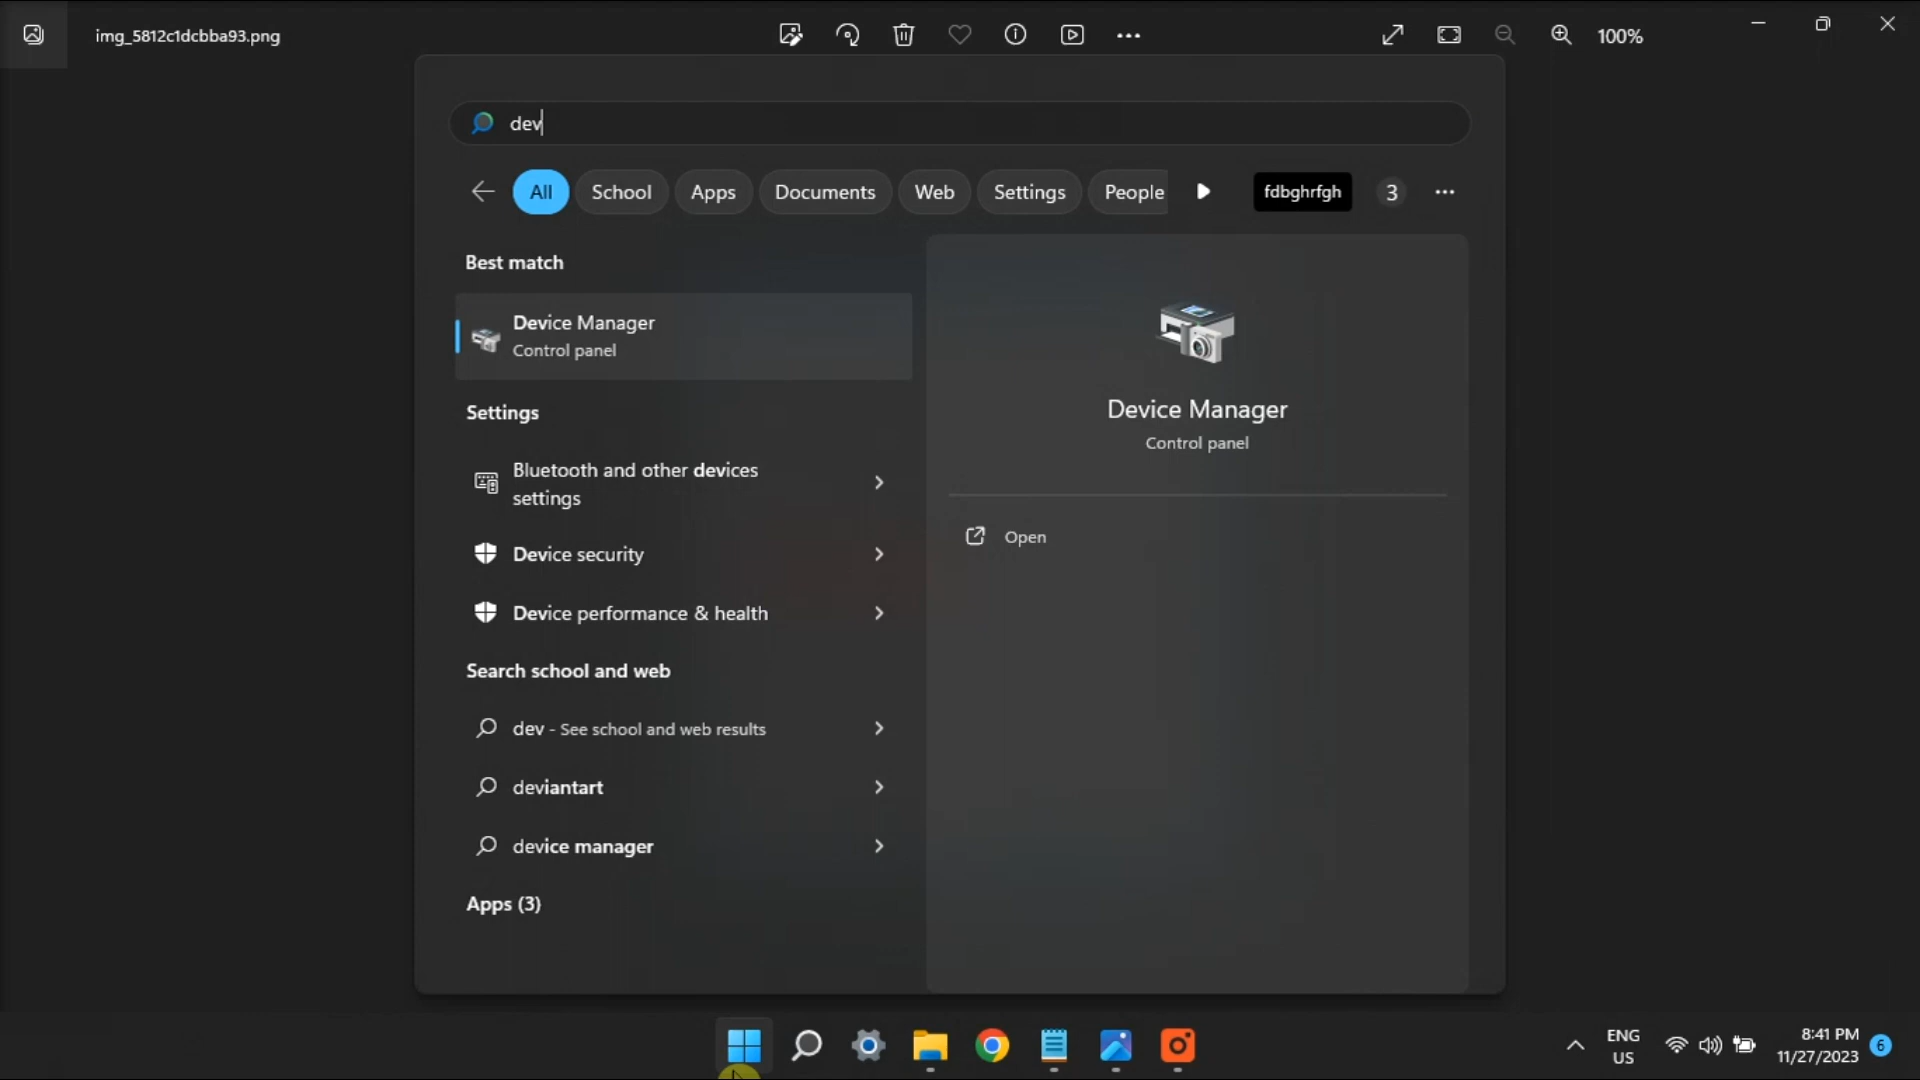 img_5812c1dcbba93.png
100%
dev
All School Apps Documents Web Settings People fdbghrfgh 3
Best match
Device Manager
Control panel
Settings
Bluetooth and other devices
settings
Device security
Device performance & health
Search school and web
dev - See school and web results
deviantart
device manager
Apps (3)
Device Manager
Control panel
Open
ENG
US
8:41 PM
11/27/2023
6